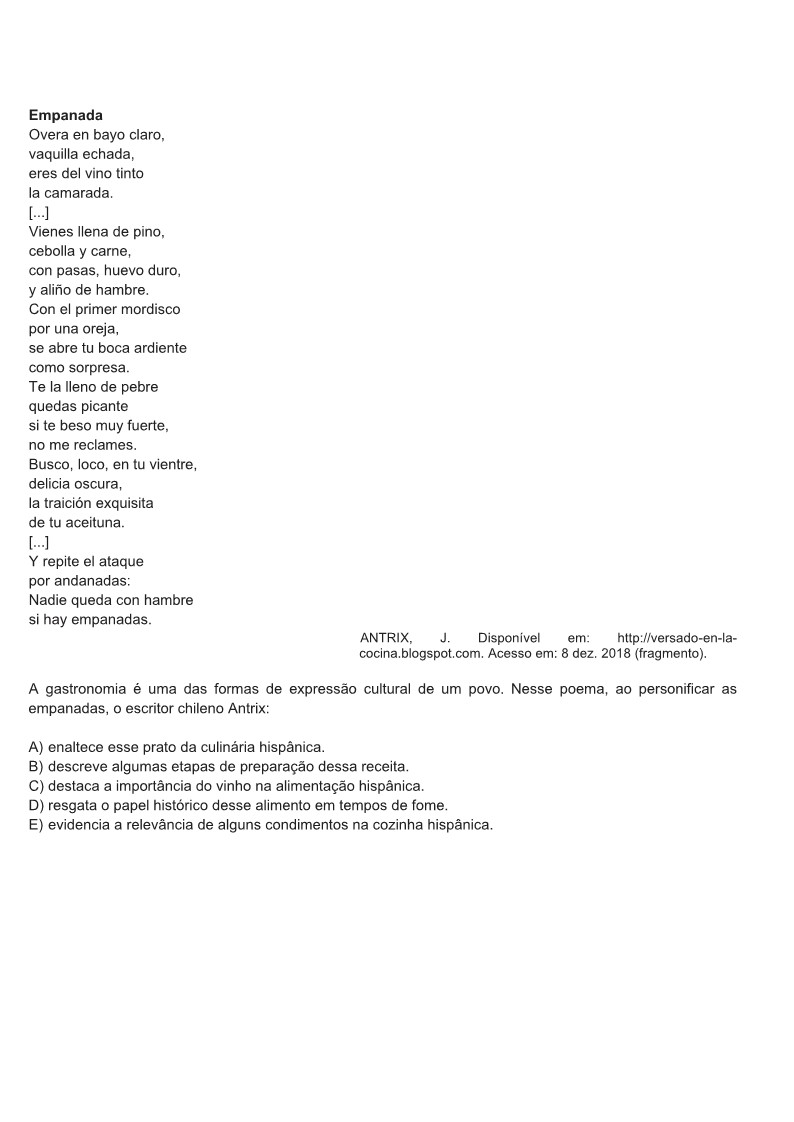 Empanada
Overa en bayo claro,
vaquilla echada,
eres del vino tinto
la camarada.
[...]
Vienes llena de pino,
cebolla y carne,
con pasas, huevo duro,
y aliño de hambre.
Con el primer mordisco
por una oreja,
se abre tu boca ardiente
como sorpresa.
Te la lleno de pebre
quedas picante
si te beso muy fuerte,
no me reclames.
Busco, loco, en tu vientre,
delicia oscura,
la traición exquisita
de tu aceituna.
[...]
Y repite el ataque
por andanadas:
Nadie queda con hambre
si hay empanadas.
ANTRIX, J. Disponível em: http://versado-en-la-
cocina.blogspot.com. Acesso em: 8 dez. 2018 (fragmento).
A gastronomia é uma das formas de expressão cultural de um povo. Nesse poema, ao personificar as
empanadas, o escritor chileno Antrix:
A) enaltece esse prato da culinária hispânica.
B) descreve algumas etapas de preparação dessa receita.
C) destaca a importância do vinho na alimentação hispânica.
D) resgata o papel histórico desse alimento em tempos de fome.
E) evidencia a relevância de alguns condimentos na cozinha hispânica.